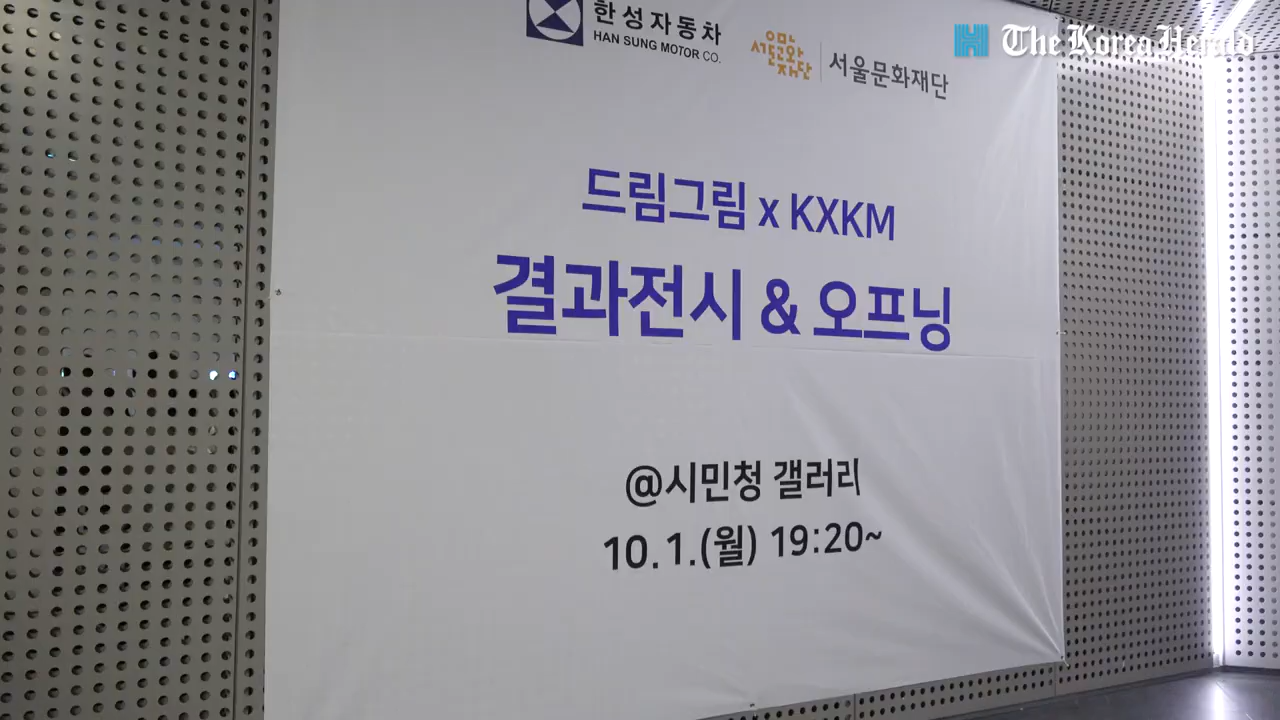 한성자동차
HAN SUNG MOTOR CO.
서울문화재단
서울문화재단
The Korea Herald
드림그림 x KXKM
결과전시 & 오프닝
@시민청 갤러리
10.1.(월) 19:20~